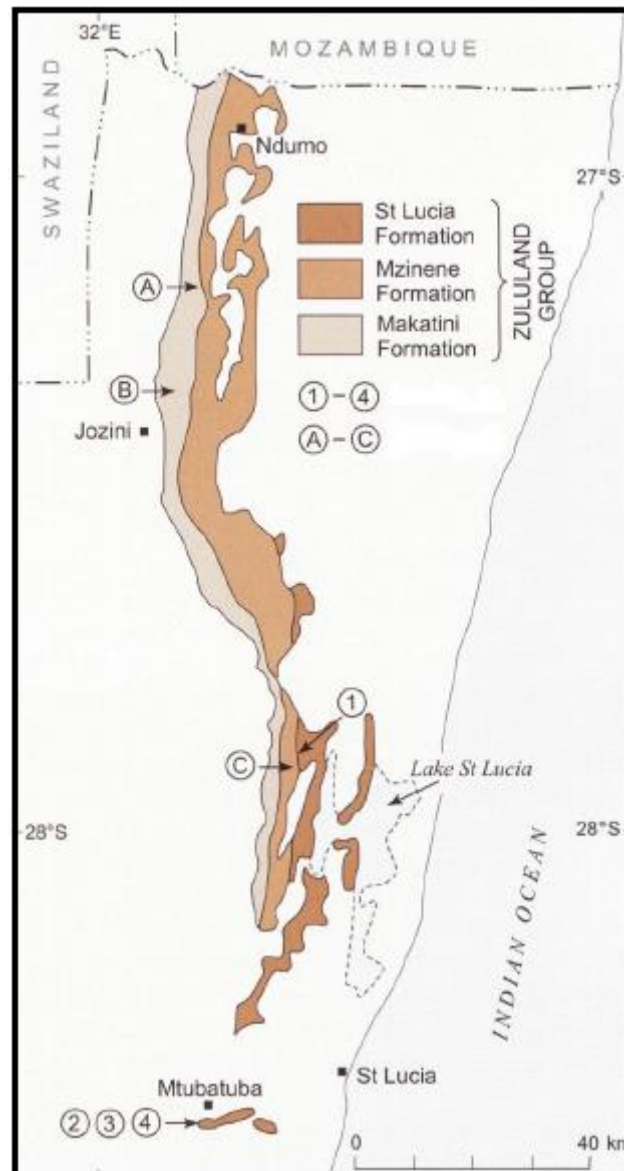 32°E
MOZAMBIQUE
SWAZILAND
Ndumo
27°S
St Lucia
Formation
Mzinene
Formation
Makatini
Formation
ZULULAND
GROUP
A
B
1 – 4
Jozini
A – C
1
C
Lake St Lucia
28°S
28°S
INDIAN OCEAN
St Lucia
Mtubatuba
2 3 4
0
40 km